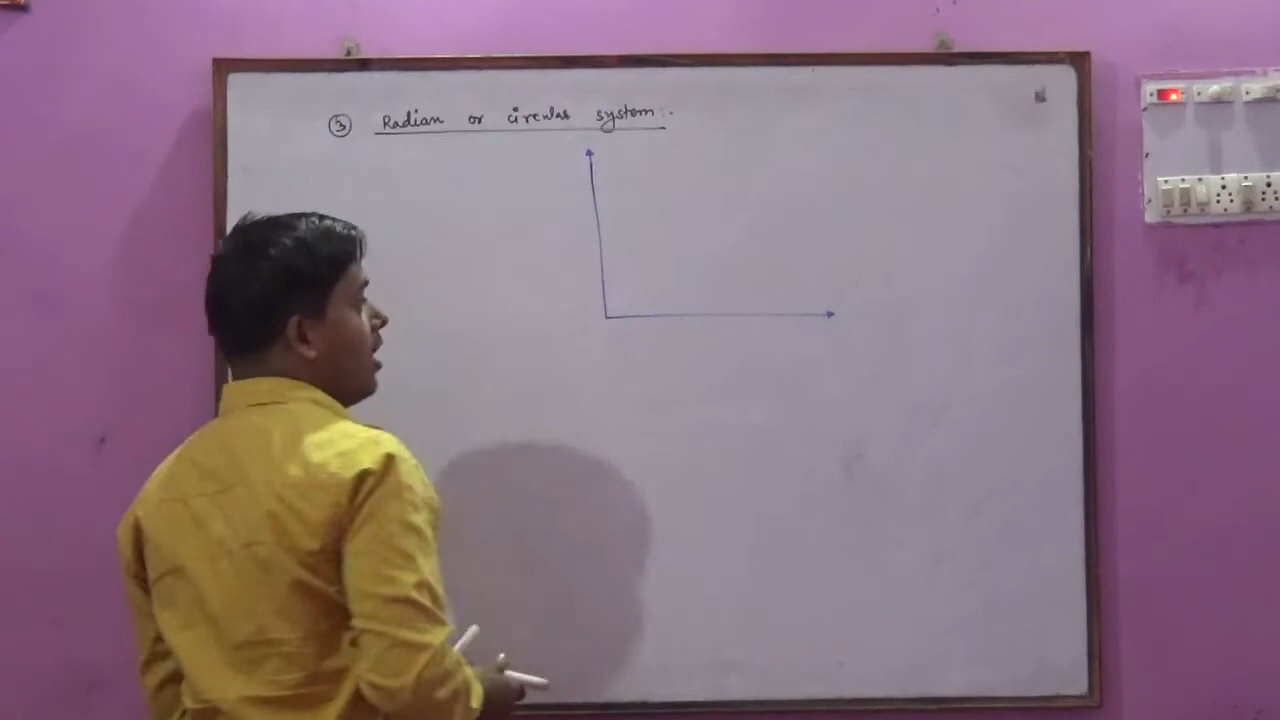 ③ Radian or circular system:.